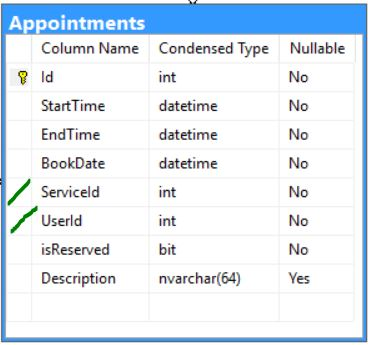 Appointments
Column Name Condensed Type Nullable
Id int No
StartTime datetime No
EndTime datetime No
BookDate datetime No
ServiceId int No
UserId int No
isReserved bit No
Description nvarchar(64) Yes